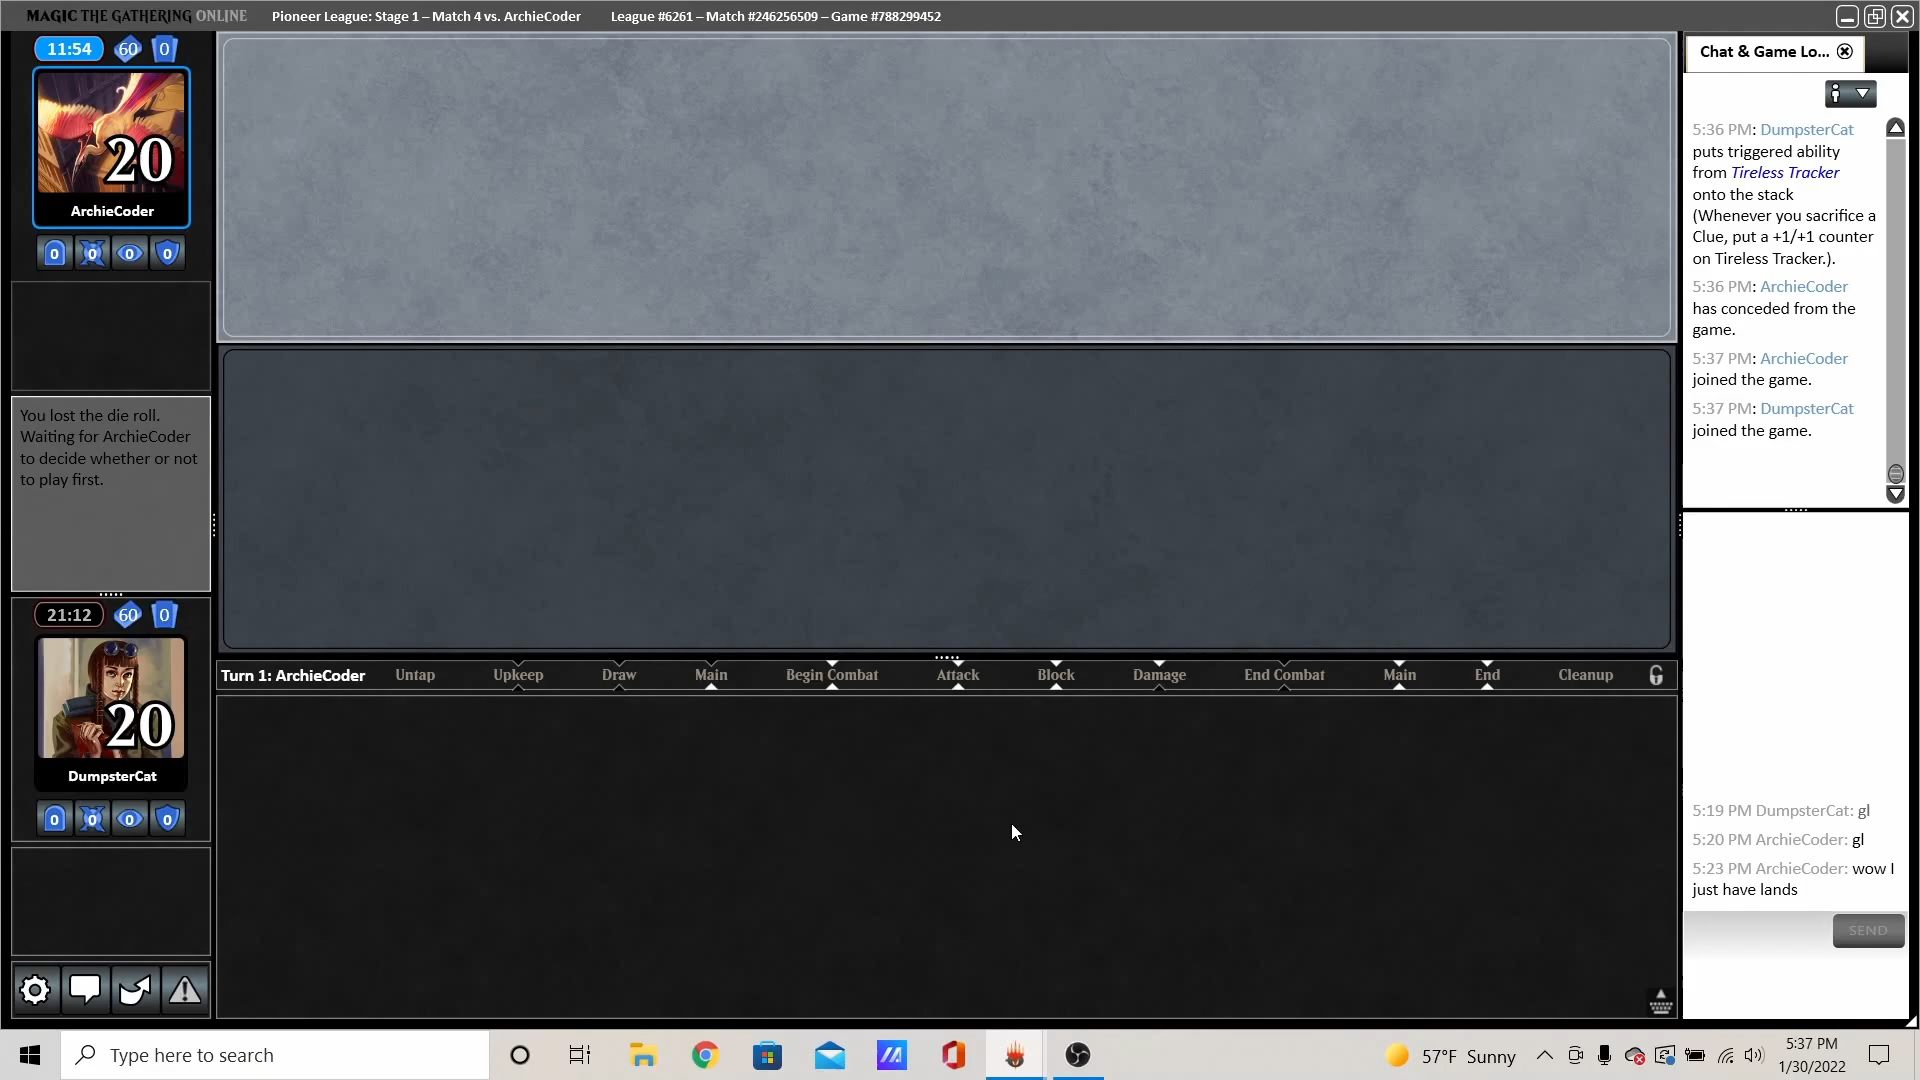 MAGIC THE GATHERING ONLINE
Pioneer League: Stage 1 – Match 4 vs. ArchieCoder
League #6261 – Match #246256509 – Game #788299452
11:54 60 0
20
ArchieCoder
0 0 0 0
You lost the die roll.
Waiting for ArchieCoder
to decide whether or not
to play first.
21:12 60 0
20
DumpsterCat
0 0 0 0
Turn 1: ArchieCoder
Untap Upkeep Draw Main Begin Combat Attack Block Damage End Combat Main End Cleanup
Chat & Game Lo...
5:36 PM: DumpsterCat
puts triggered ability
from Tireless Tracker
onto the stack
(Whenever you sacrifice a
Clue, put a +1/+1 counter
on Tireless Tracker.).
5:36 PM: ArchieCoder
has conceded from the
game.
5:37 PM: ArchieCoder
joined the game.
5:37 PM: DumpsterCat
joined the game.
5:19 PM DumpsterCat: gl
5:20 PM ArchieCoder: gl
5:23 PM ArchieCoder: wow I
just have lands
SEND
Type here to search
57°F Sunny
5:37 PM
1/30/2022